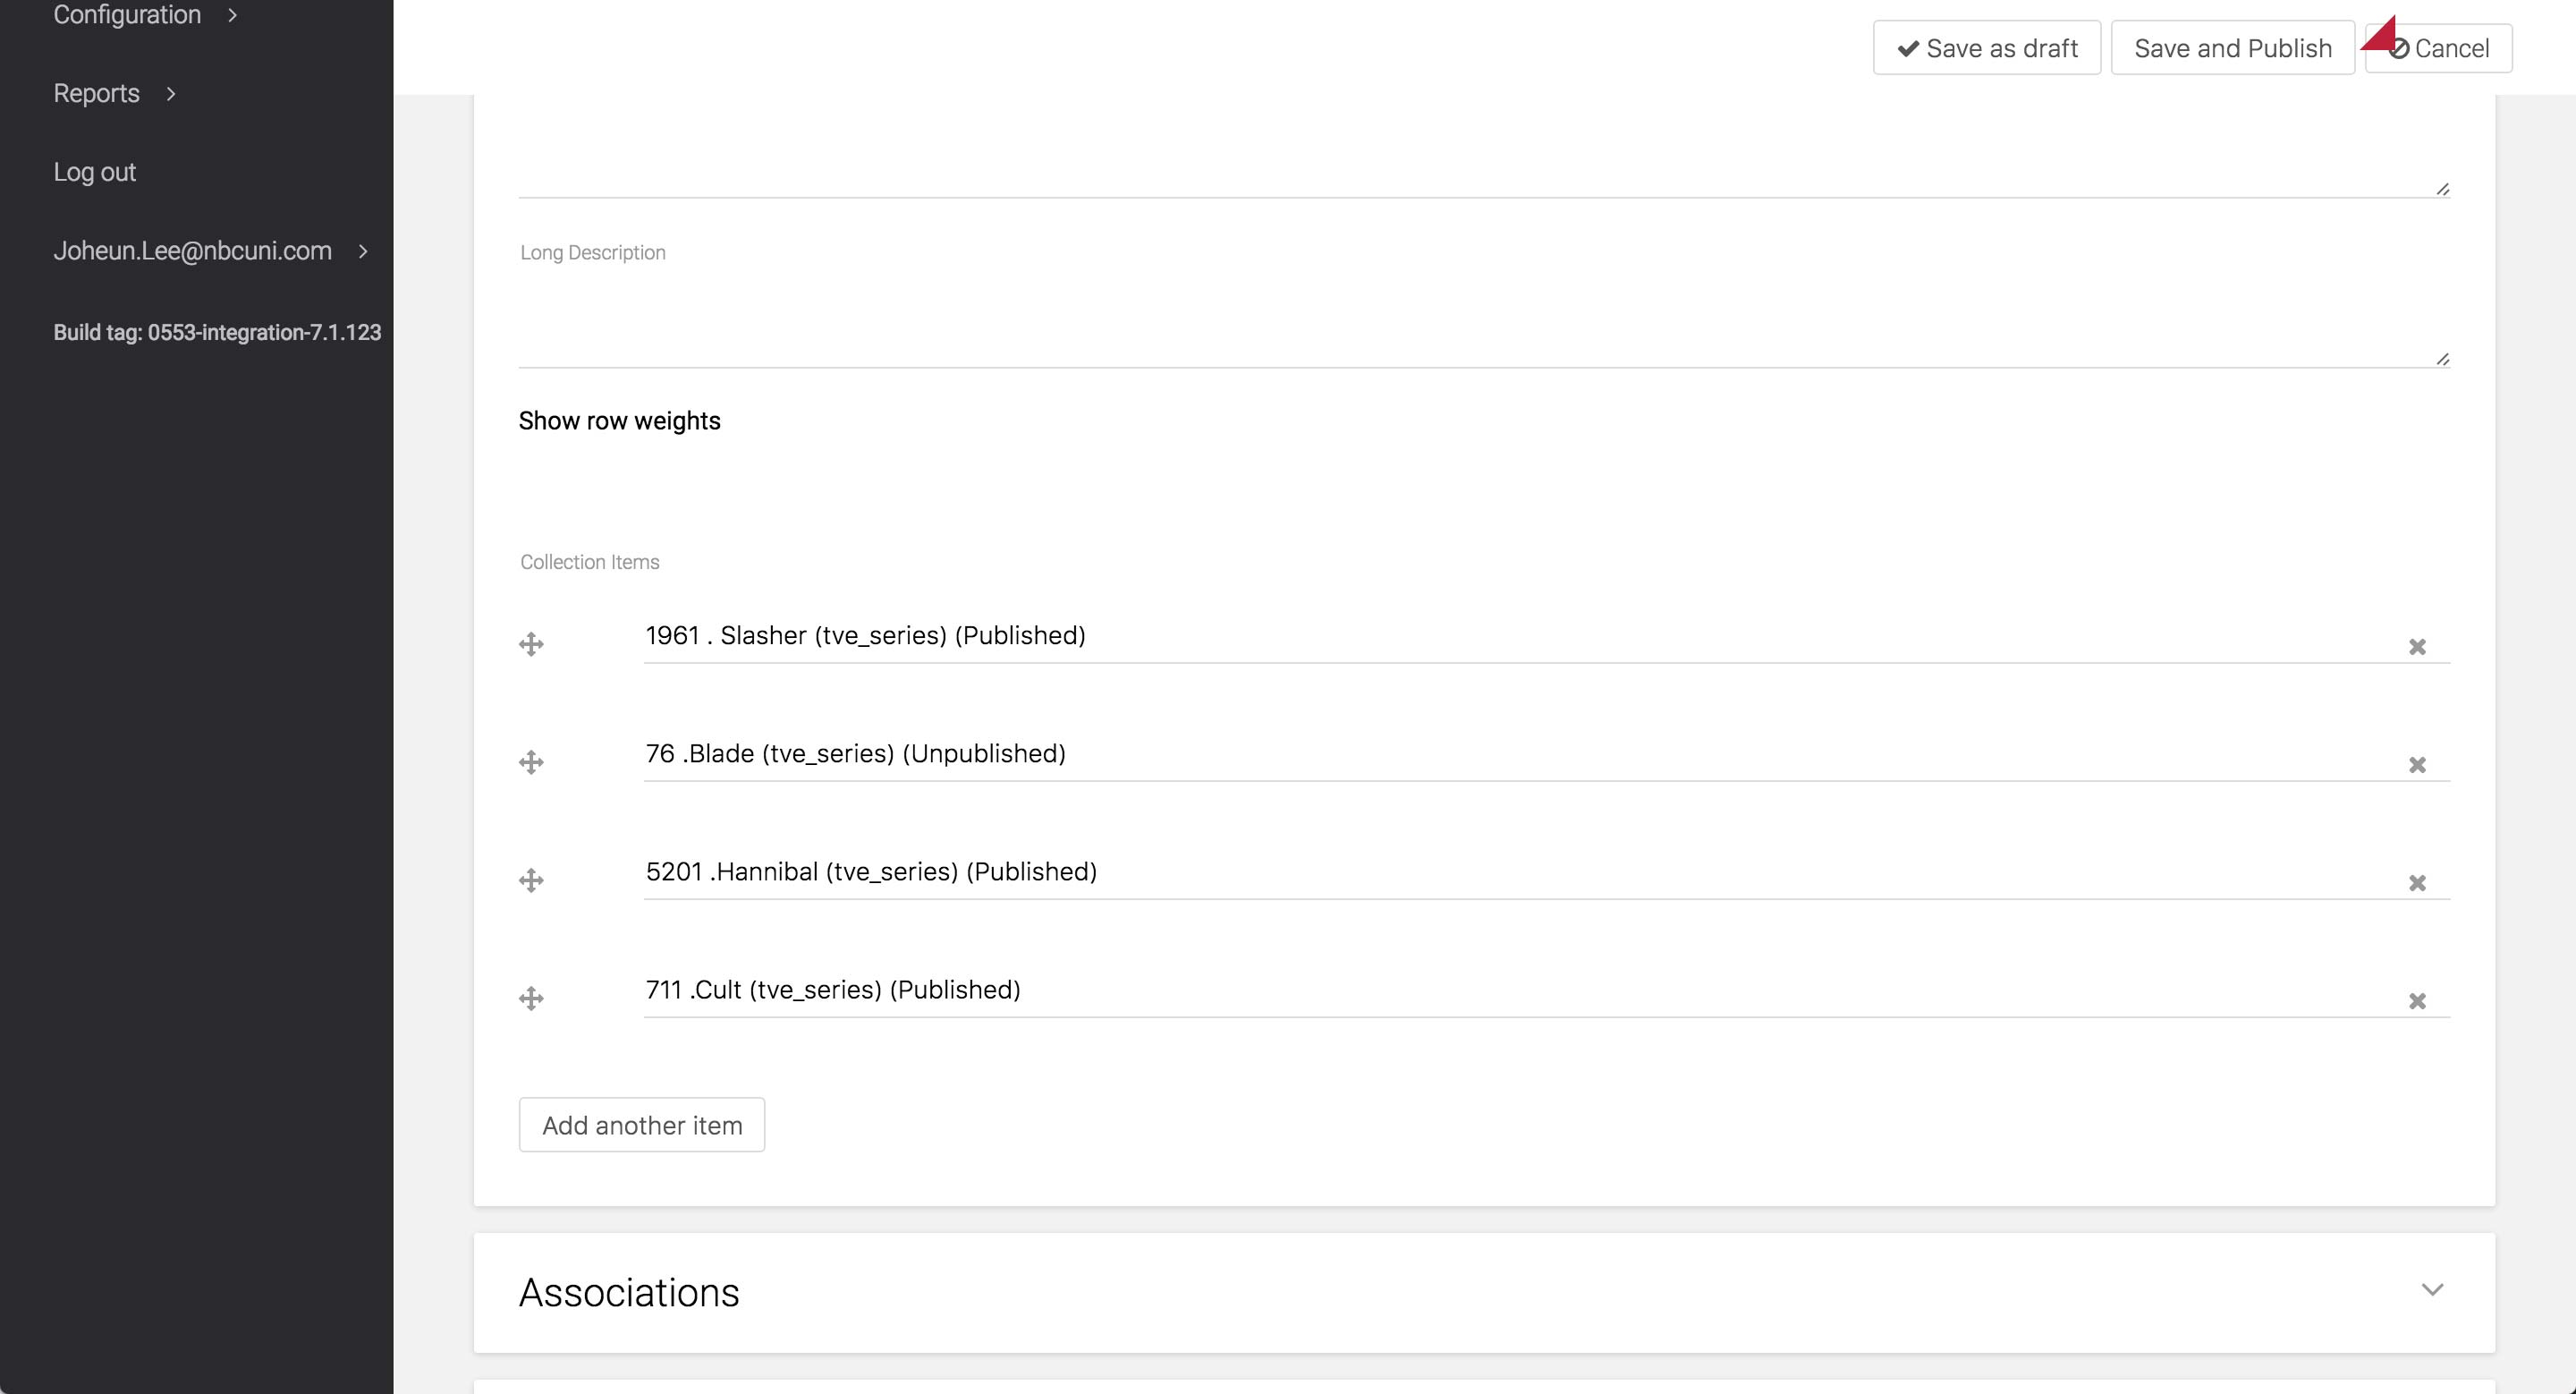 Configuration
Reports
Log out
Joheun.Lee@nbcuni.com
Build tag: 0553-integration-7.1.123
Save as draft
Save and Publish
Cancel
Long Description
Show row weights
Collection Items
1961 . Slasher (tve_series) (Published)
76 .Blade (tve_series) (Unpublished)
5201 .Hannibal (tve_series) (Published)
711 .Cult (tve_series) (Published)
Add another item
Associations